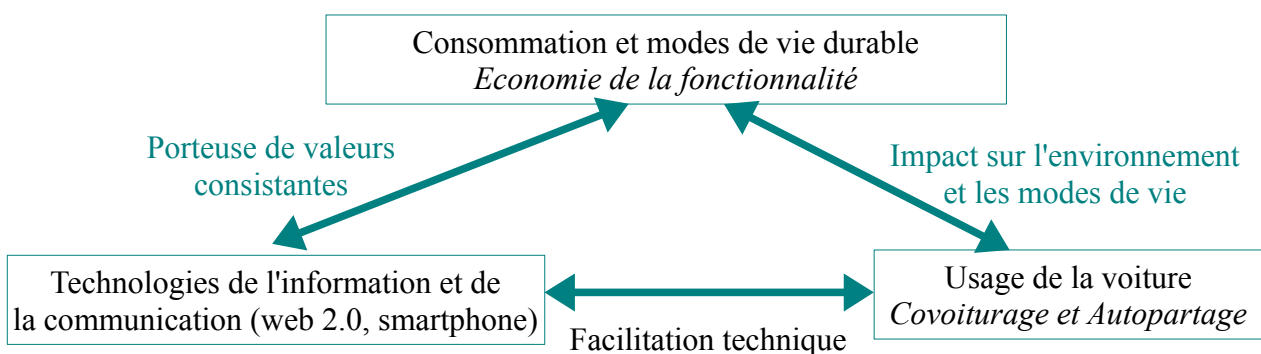 Consommation et modes de vie durable
Economie de la fonctionnalité
Porteuse de valeurs
consistantes
Impact sur l'environnement
et les modes de vie
Technologies de l'information et de
la communication (web 2.0, smartphone)
Usage de la voiture
Covoiturage et Autopartage
Facilitation technique